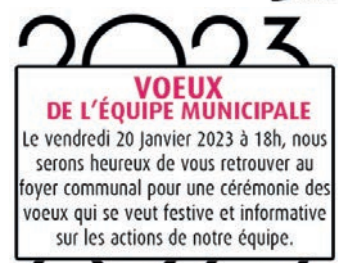 2023
VOEUX
DE L'ÉQUIPE MUNICIPALE
Le vendredi 20 Janvier 2023 à 18h, nous
serons heureux de vous retrouver au
foyer communal pour une cérémonie des
voeux qui se veut festive et informative
sur les actions de notre équipe.